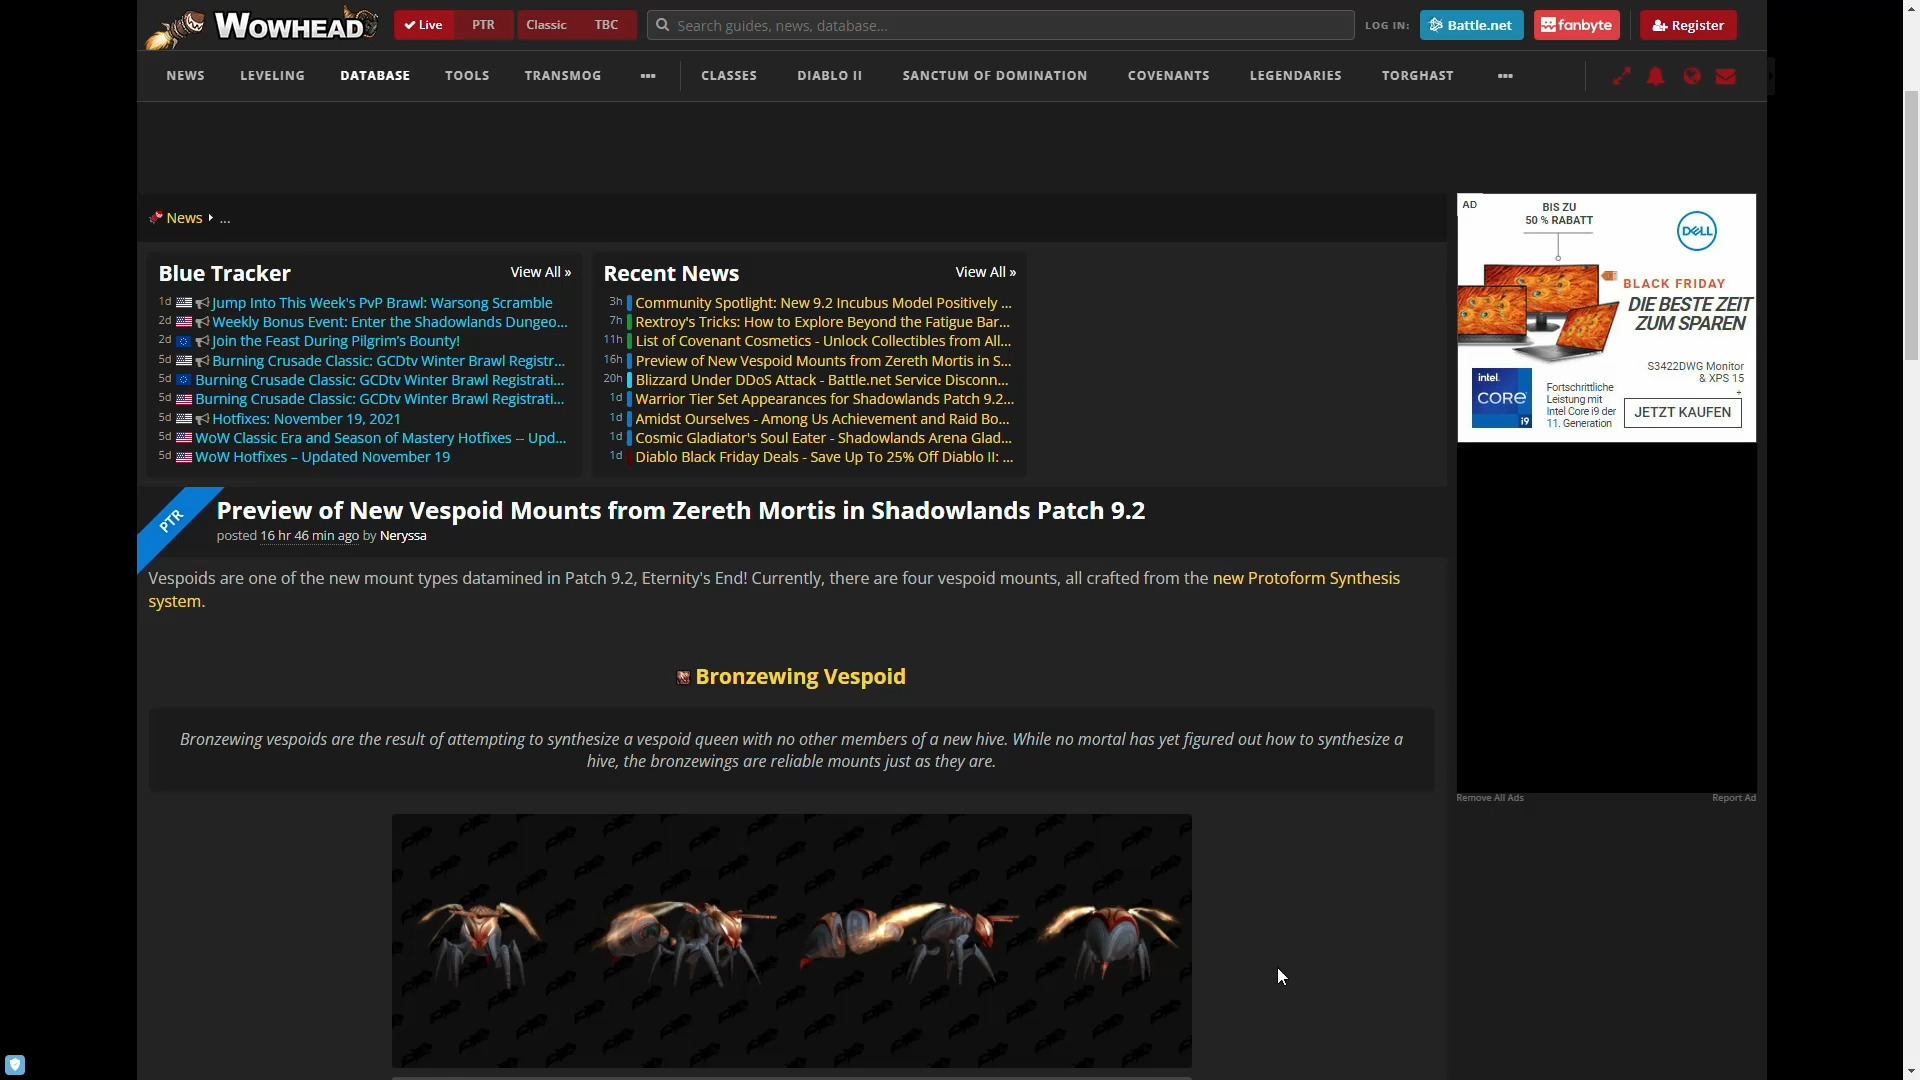 WOWHEAD
Live
PTR
Classic
TBC
Search guides, news, database...
LOG IN:
Battle.net
fanbyte
Register
NEWS
LEVELING
DATABASE
TOOLS
TRANSMOG
CLASSES
DIABLO II
SANCTUM OF DOMINATION
COVENANTS
LEGENDARIES
TORGHAST
News
...
Blue Tracker
View All »
1d Jump Into This Week's PvP Brawl: Warsong Scramble
2d Weekly Bonus Event: Enter the Shadowlands Dungeo...
2d Join the Feast During Pilgrim's Bounty!
5d Burning Crusade Classic: GCDtv Winter Brawl Registr...
5d Burning Crusade Classic: GCDtv Winter Brawl Registrati...
5d Burning Crusade Classic: GCDtv Winter Brawl Registrati...
5d Hotfixes: November 19, 2021
5d WoW Classic Era and Season of Mastery Hotfixes -- Upd...
5d WoW Hotfixes – Updated November 19
Recent News
View All »
3h Community Spotlight: New 9.2 Incubus Model Positively ...
7h Rextroy's Tricks: How to Explore Beyond the Fatigue Bar...
11h List of Covenant Cosmetics - Unlock Collectibles from All...
16h Preview of New Vespoid Mounts from Zereth Mortis in S...
20h Blizzard Under DDoS Attack - Battle.net Service Disconn...
1d Warrior Tier Set Appearances for Shadowlands Patch 9.2...
1d Amidst Ourselves - Among Us Achievement and Raid Bo...
1d Cosmic Gladiator's Soul Eater - Shadowlands Arena Glad...
1d Diablo Black Friday Deals - Save Up To 25% Off Diablo II: ...
AD
BIS ZU
50 % RABATT
DELL
BLACK FRIDAY
DIE BESTE ZEIT
ZUM SPAREN
S3422DWG Monitor
& XPS 15
intel.
CORE
i9
Fortschrittliche
Leistung mit
Intel Core i9 der
11. Generation
+
JETZT KAUFEN
Remove All Ads
Report Ad
PTR
Preview of New Vespoid Mounts from Zereth Mortis in Shadowlands Patch 9.2
posted 16 hr 46 min ago by Neryssa
Vespoids are one of the new mount types datamined in Patch 9.2, Eternity's End! Currently, there are four vespoid mounts, all crafted from the new Protoform Synthesis
system.
Bronzewing Vespoid
Bronzewing vespoids are the result of attempting to synthesize a vespoid queen with no other members of a new hive. While no mortal has yet figured out how to synthesize a
hive, the bronzewings are reliable mounts just as they are.